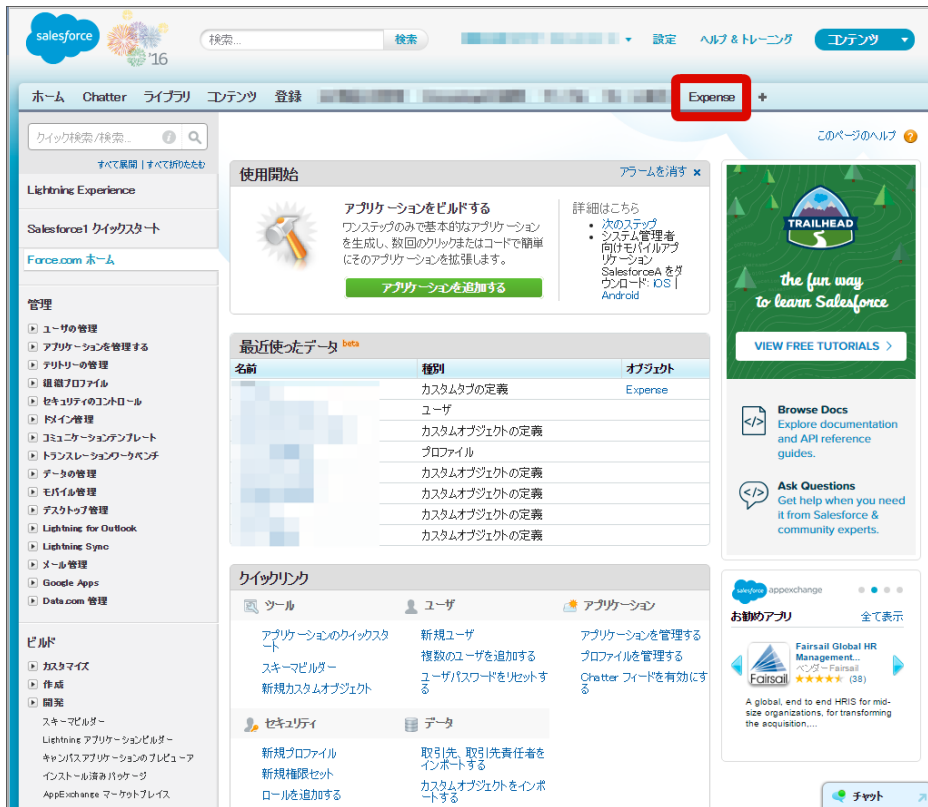 salesforce
'16
検索...
検索
設定
ヘルプ & トレーニング
コンテンツ
ホーム Chatter ライブラリ コンテンツ 登録
Expense
+
クイック検索/検索...
すべて展開 | すべて折りたたむ
Lightning Experience
Salesforce1 クイックスタート
Force.com ホーム
管理
ユーザの管理
アプリケーションを管理する
テリトリーの管理
組織プロファイル
セキュリティのコントロール
ドメイン管理
コミュニケーションテンプレート
トランスレーションワークベンチ
データの管理
モバイル管理
デスクトップ管理
Lightning for Outlook
Lightning Sync
メール管理
Google Apps
Data.com 管理
ビルド
カスタマイズ
作成
開発
スキーマビルダー
Lightning アプリケーションビルダー
キャンバスアプリケーションのプレビューア
インストール済みパッケージ
AppExchange マーケットプレイス
このページのヘルプ
使用開始
アラームを消す ×
アプリケーションをビルドする
ワンステップのみで基本的なアプリケーション
を生成し、数回のクリックまたはコードで簡単
にそのアプリケーションを拡張します。
アプリケーションを追加する
詳細はこちら
次のステップ
システム管理者
向けモバイルアプ
リケーション
SalesforceA をダ
ウンロード: iOS |
Android
最近使ったデータ beta
名前 種別 オブジェクト
カスタムタブの定義 Expense
ユーザ
カスタムオブジェクトの定義
プロファイル
カスタムオブジェクトの定義
カスタムオブジェクトの定義
カスタムオブジェクトの定義
カスタムオブジェクトの定義
クイックリンク
ツール
アプリケーションのクイックスタ
ート
スキーマビルダー
新規カスタムオブジェクト
ユーザ
新規ユーザ
複数のユーザを追加する
ユーザパスワードをリセットす
る
アプリケーション
アプリケーションを管理する
プロファイルを管理する
Chatter フィードを有効にす
る
セキュリティ
新規プロファイル
新規権限セット
ロールを追加する
データ
取引先、取引先責任者を
インポートする
カスタムオブジェクトをインポ
ートする
TRAILHEAD
the fun way
to learn Salesforce
VIEW FREE TUTORIALS >
Browse Docs
Explore documentation
and API reference
guides.
Ask Questions
Get help when you need
it from Salesforce &
community experts.
salesforce appexchange
お勧めアプリ 全て表示
Fairsail
Fairsail Global HR
Management...
ベンダー Fairsail
(38)
A global, end to end HRIS for mid-
size organizations, for transforming
the acquisition,...
チャット